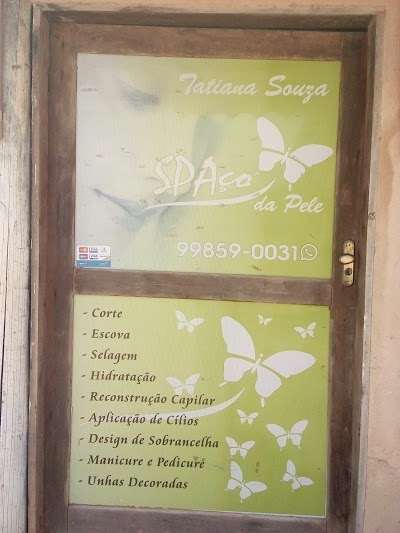 Tatiana Souza
SPAço
da Pele
99859-0031
- Corte
- Escova
- Selagem
- Hidratação
- Reconstrução Capilar
- Aplicação de Cílios
- Design de Sobrancelha
- Manicure e Pedicure
- Unhas Decoradas